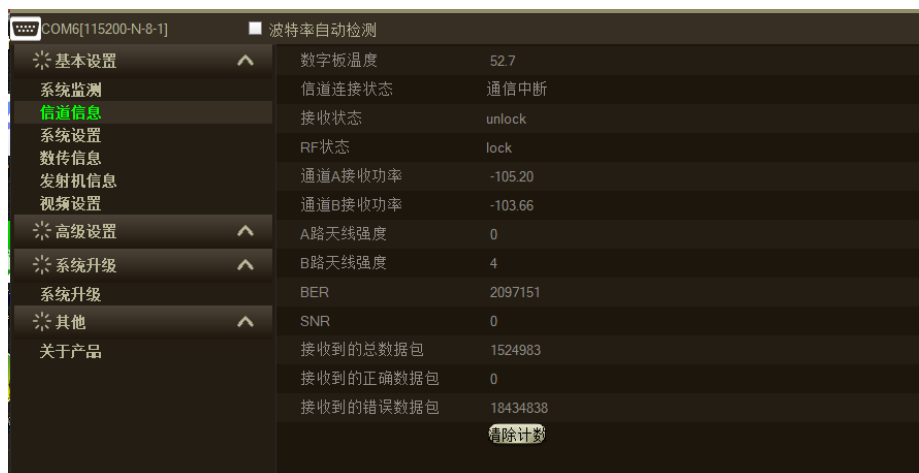 COM6[115200-N-8-1] 波特率自动检测
基本设置
系统监测
信道信息
系统设置
数传信息
发射机信息
视频设置
高级设置
系统升级
系统升级
其他
关于产品
数字板温度 52.7
信道连接状态 通信中断
接收状态 unlock
RF状态 lock
通道A接收功率 -105.20
通道B接收功率 -103.66
A路天线强度 0
B路天线强度 4
BER 2097151
SNR 0
接收到的总数据包 1524983
接收到的正确数据包 0
接收到的错误数据包 18434838
清除计数